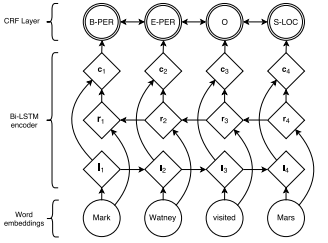 CRF Layer
B-PER E-PER O S-LOC
c1 c2 c3 c4
Bi-LSTM
encoder
r1 r2 r3 r4
l1 l2 l3 l4
Word
embeddings
Mark Watney visited Mars